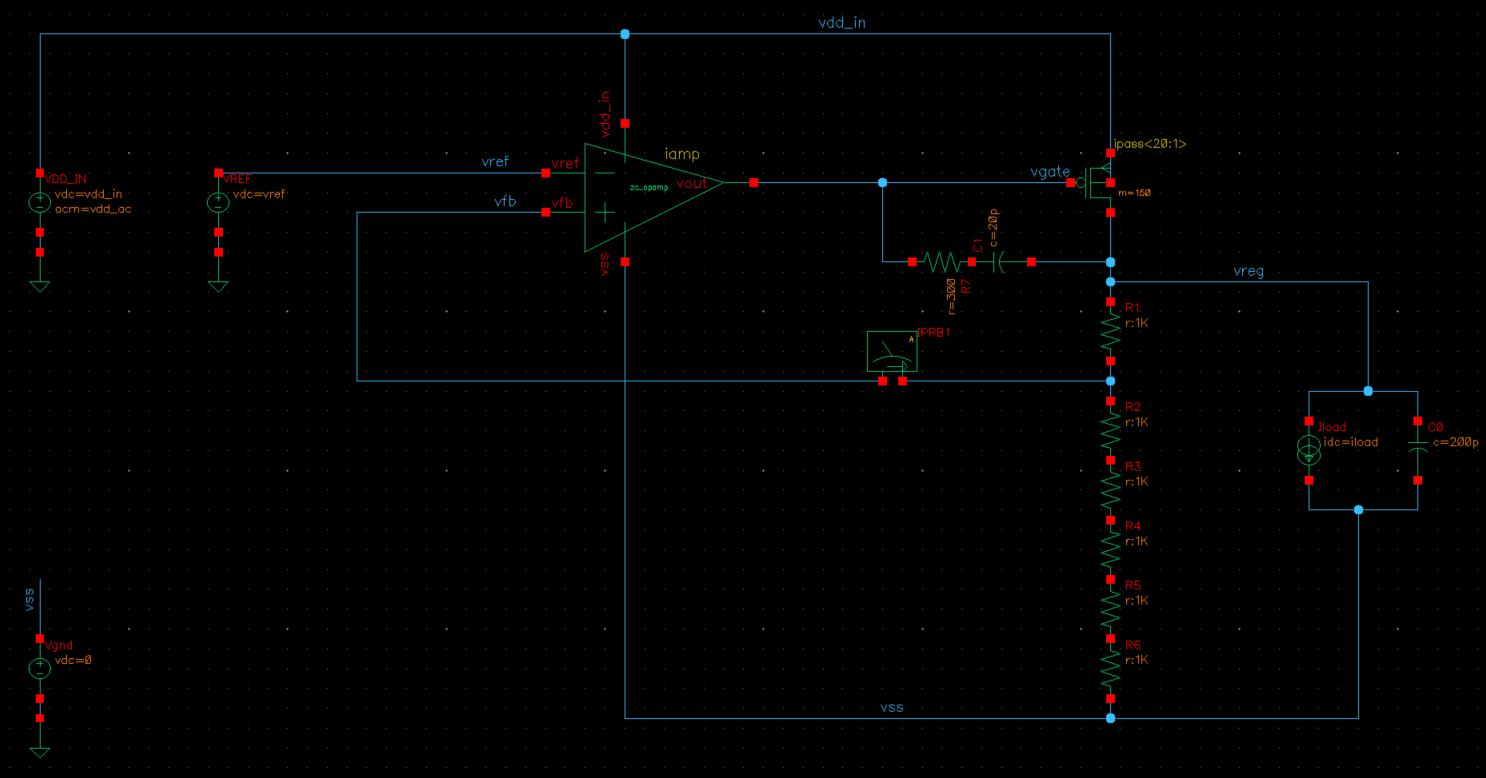 vdd_in
vdd_in
ipass<20:1>
iamp
vref
vref
VDD_IN
vdc=vdd_in
acm=vdd_ac
VREF
vdc=vref
zc_opamp
vout
vgate
m=150
vfb
vfb
vss
C1
c=20p
r=300
R7
vreg
R1
r:1K
IPRB1
A
R2
r:1K
Iload
idc=iload
C0
c=200p
R3
r:1K
R4
r:1K
R5
r:1K
vss
Vgnd
vdc=0
R6
r:1K
vss